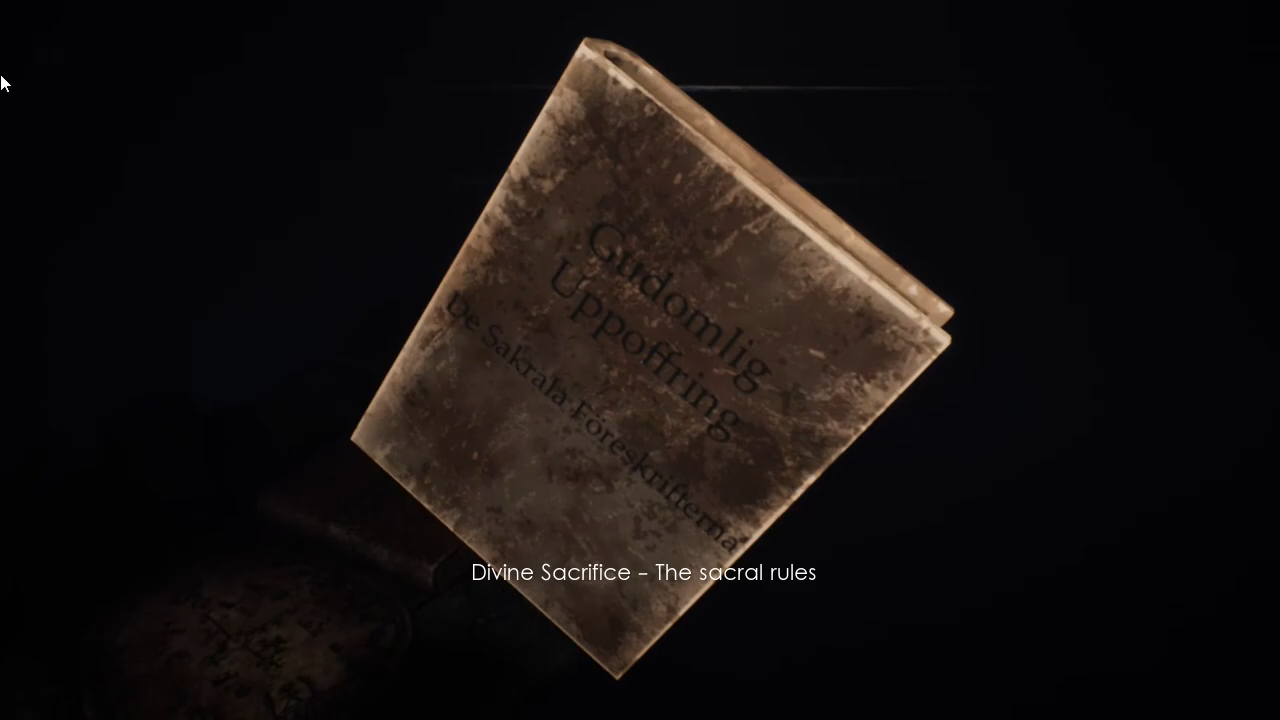 Gudomlig
Uppoffring
De Sakrala Föreskrifterna
Divine Sacrifice – The sacral rules